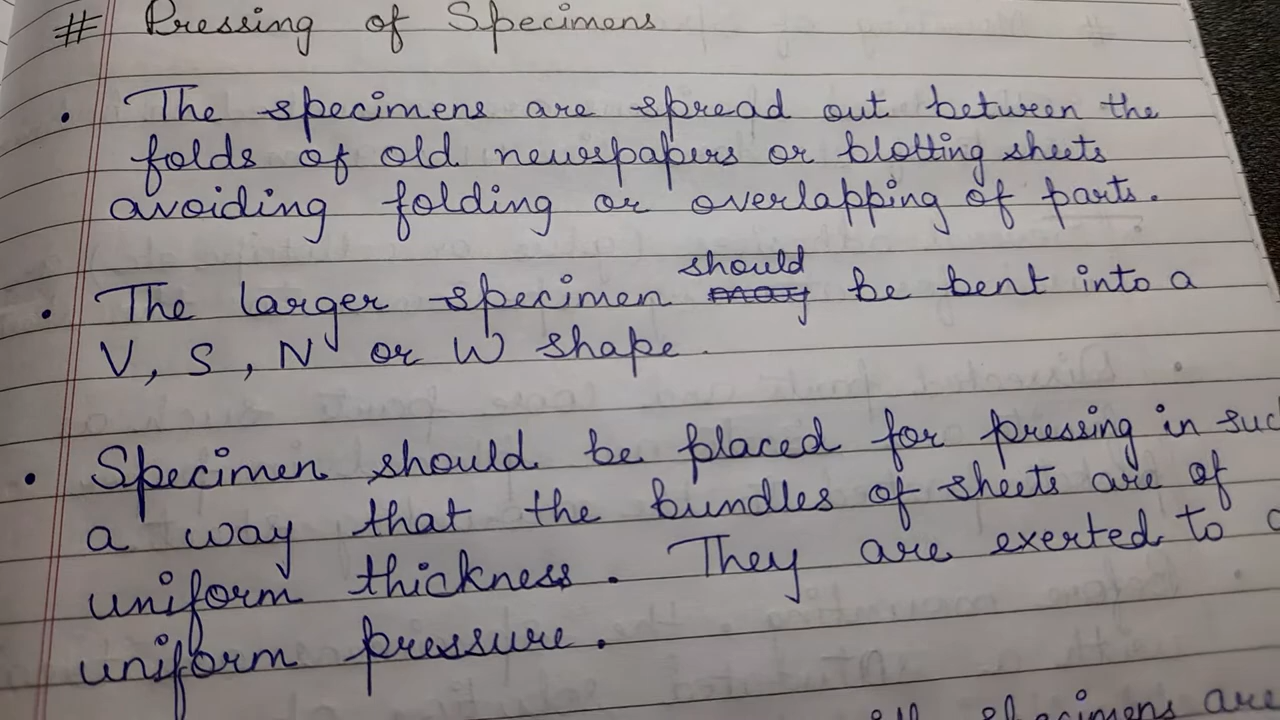 # Pressing of Specimens
• The specimens are spread out between the
folds of old newspapers or blotting sheets
avoiding folding or overlapping of parts.
• The larger specimen should may be bent into a
V, S, N or W shape.
• Specimen should be placed for pressing in suc
a way that the bundles of sheets are of
uniform thickness. They are exerted to a
uniform pressure.
specimens are